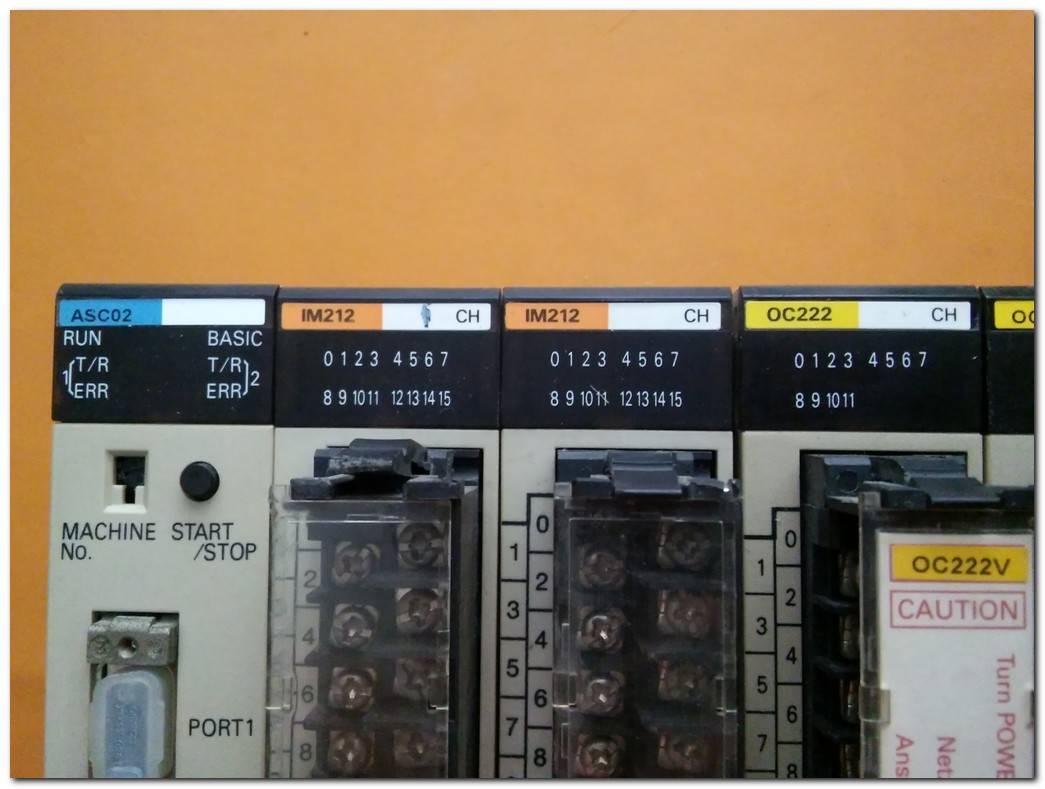 ASC02
RUN BASIC
T/R T/R
1 2
ERR ERR
MACHINE START
No. /STOP
PORT1
IM212 CH
0 1 2 3 4 5 6 7
8 9 10 11 12 13 14 15
2
4
6
8
IM212 CH
0 1 2 3 4 5 6 7
8 9 10 11 12 13 14 15
0
1
2
3
4
5
6
7
8
OC222 CH
0 1 2 3 4 5 6 7
8 9 10 11
0
1
2
3
4
5
6
7
8
OC222V
CAUTION
Turn POWE
Net
Ans
OC